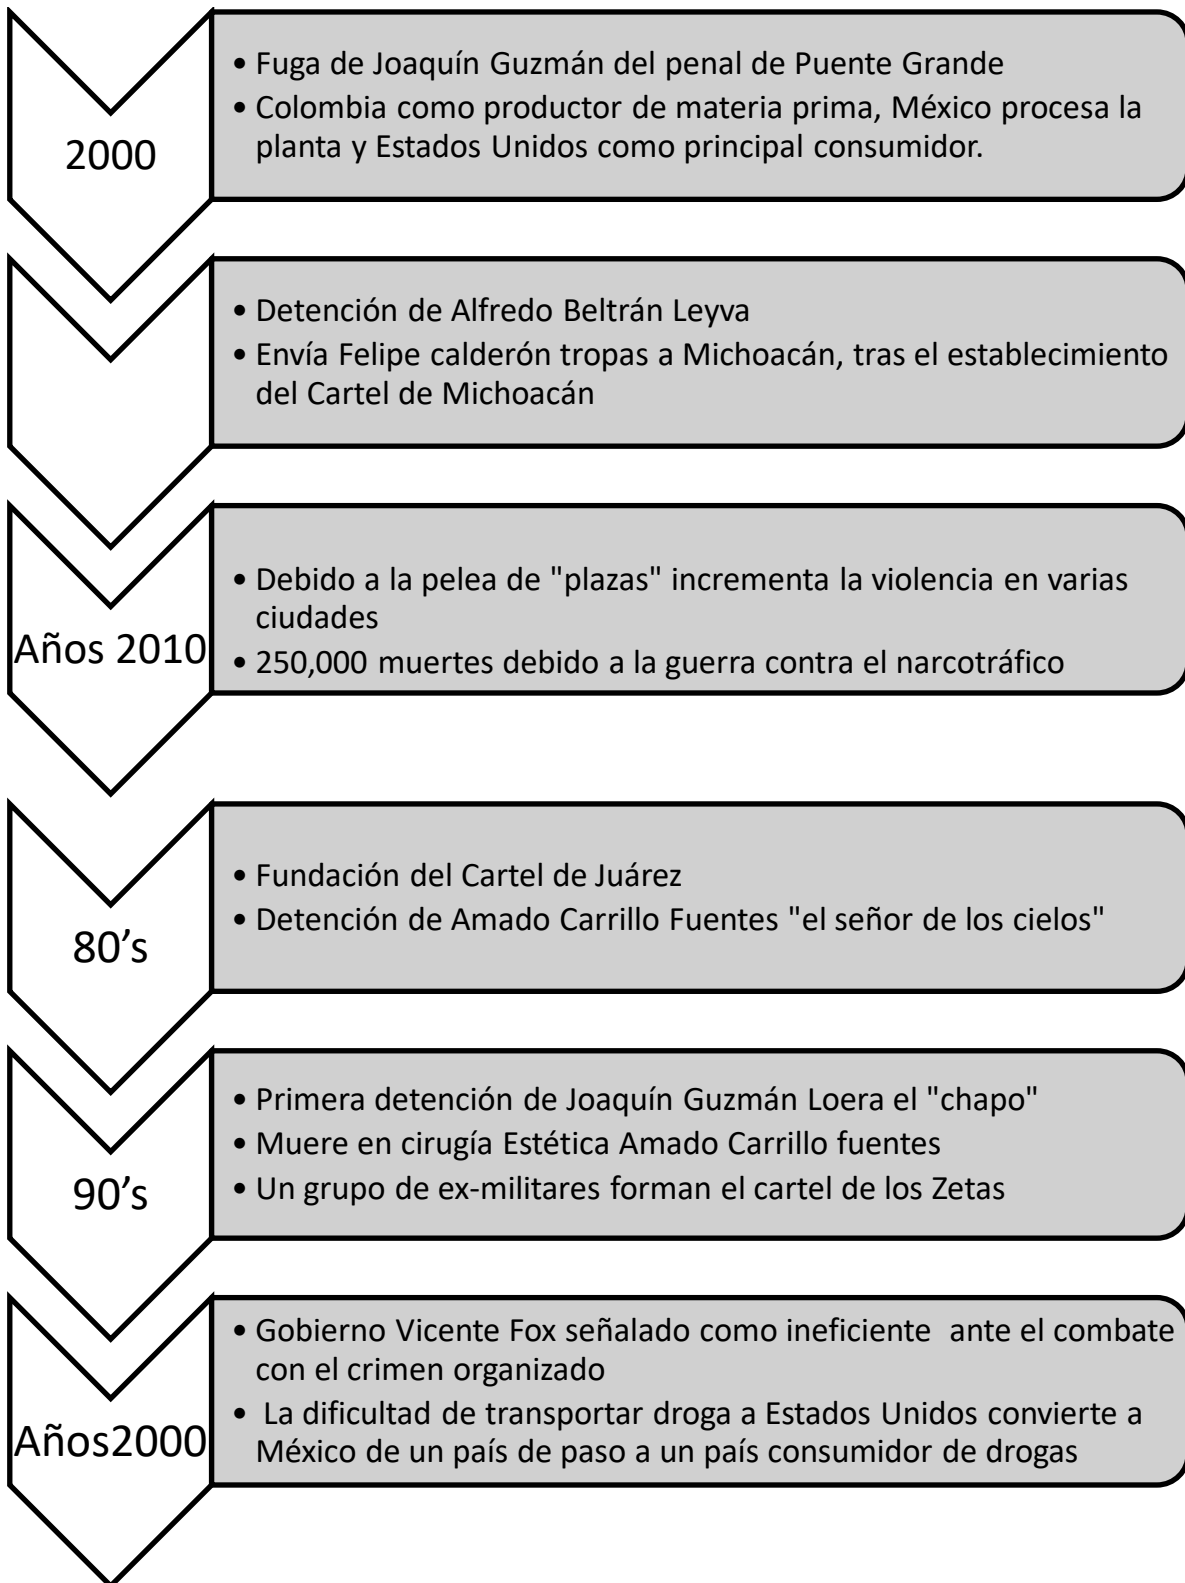 2000
• Fuga de Joaquín Guzmán del penal de Puente Grande
• Colombia como productor de materia prima, México procesa la
planta y Estados Unidos como principal consumidor.
• Detención de Alfredo Beltrán Leyva
• Envía Felipe calderón tropas a Michoacán, tras el establecimiento
del Cartel de Michoacán
Años 2010
• Debido a la pelea de "plazas" incrementa la violencia en varias
ciudades
• 250,000 muertes debido a la guerra contra el narcotráfico
80’s
• Fundación del Cartel de Juárez
• Detención de Amado Carrillo Fuentes "el señor de los cielos"
90’s
• Primera detención de Joaquín Guzmán Loera el "chapo"
• Muere en cirugía Estética Amado Carrillo fuentes
• Un grupo de ex-militares forman el cartel de los Zetas
Años2000
• Gobierno Vicente Fox señalado como ineficiente  ante el combate
con el crimen organizado
• La dificultad de transportar droga a Estados Unidos convierte a
México de un país de paso a un país consumidor de drogas